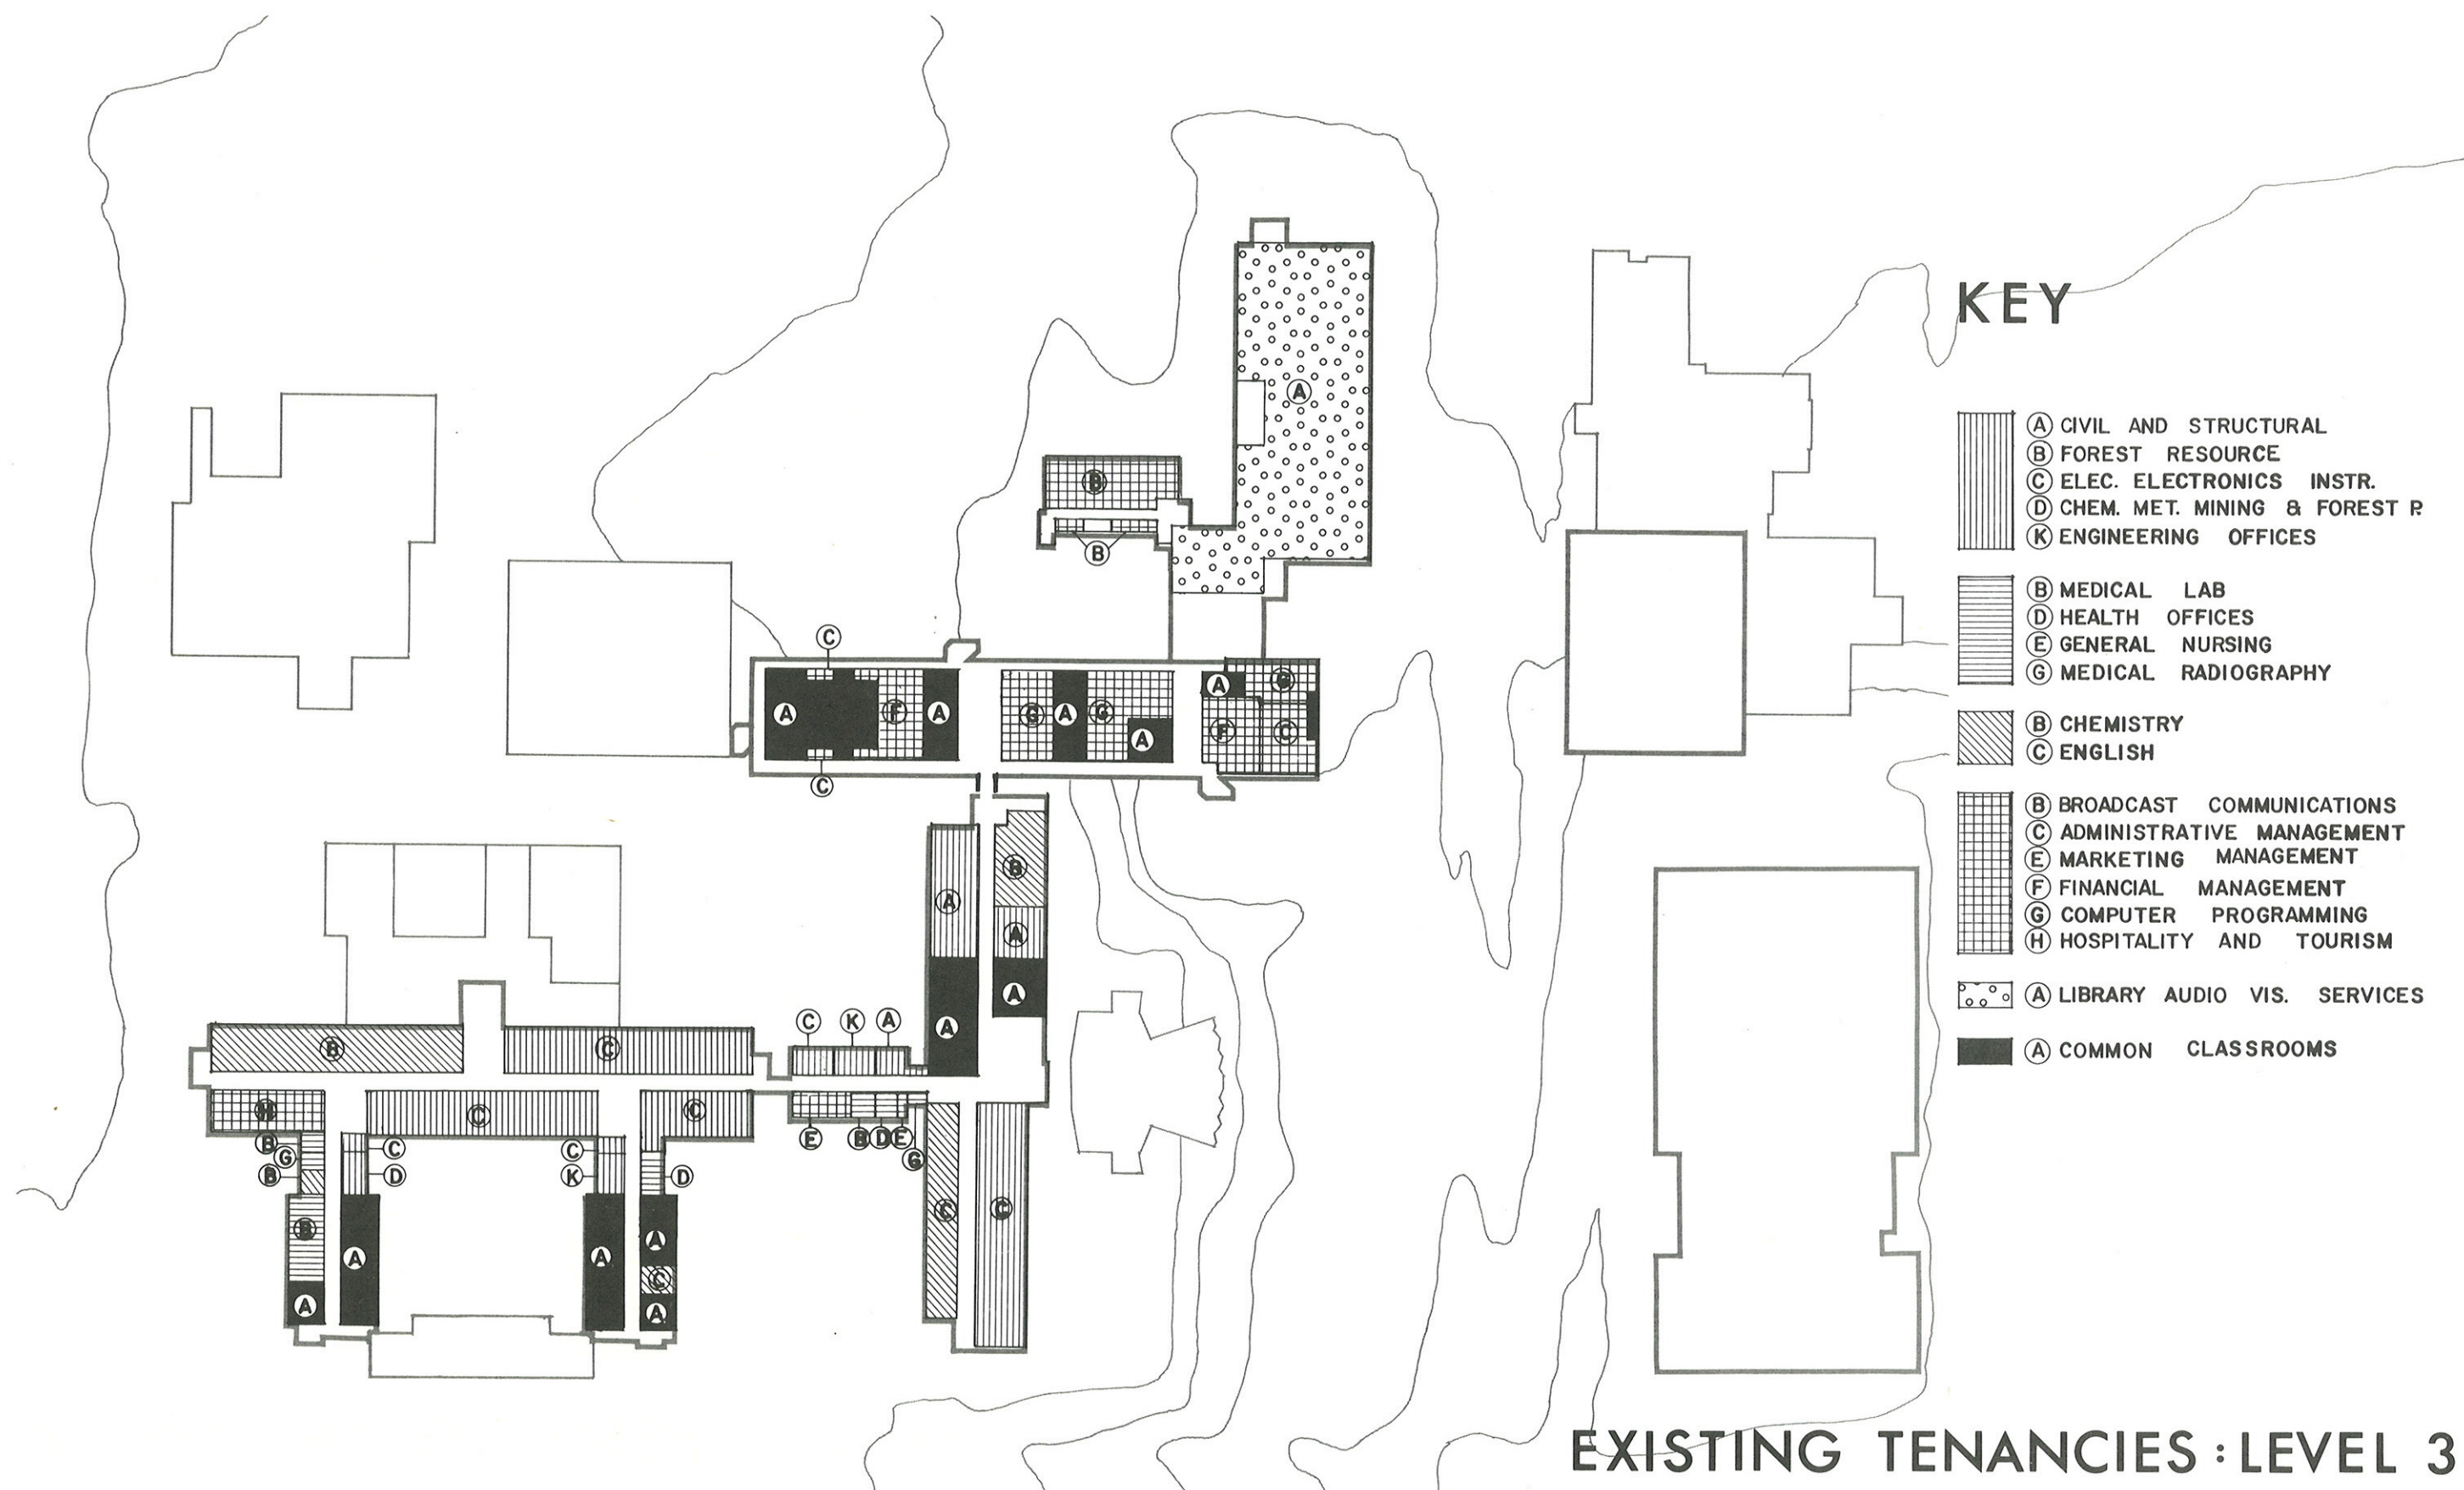 KEY
Ⓐ CIVIL AND STRUCTURAL
Ⓑ FOREST RESOURCE
Ⓒ ELEC. ELECTRONICS INSTR.
Ⓓ CHEM. MET. MINING & FOREST P.
Ⓚ ENGINEERING OFFICES
Ⓑ MEDICAL LAB
Ⓓ HEALTH OFFICES
Ⓔ GENERAL NURSING
Ⓖ MEDICAL RADIOGRAPHY
Ⓑ CHEMISTRY
Ⓒ ENGLISH
Ⓑ BROADCAST COMMUNICATIONS
Ⓒ ADMINISTRATIVE MANAGEMENT
Ⓔ MARKETING MANAGEMENT
Ⓕ FINANCIAL MANAGEMENT
Ⓖ COMPUTER PROGRAMMING
Ⓗ HOSPITALITY AND TOURISM
Ⓐ LIBRARY AUDIO VIS. SERVICES
Ⓐ COMMON CLASSROOMS
A
B
B
C
A F A G A G A A G
F C
C
B
A
A
A
A
C K A
B C
H C C
E B D E G
B C C
G
B D K D
C C
B A A A
C
A A
EXISTING TENANCIES : LEVEL 3